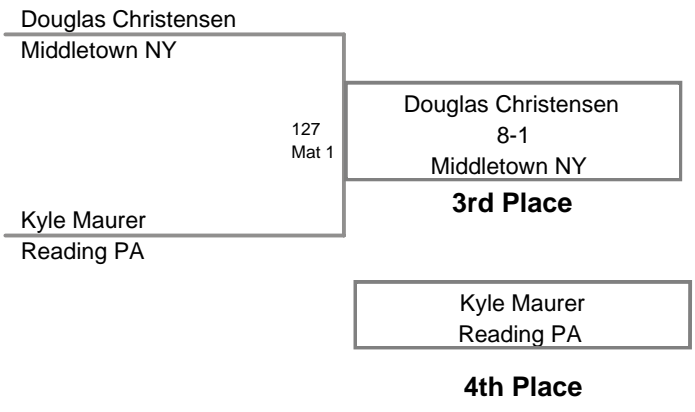 Douglas Christensen
Middletown NY
127
Mat 1
Douglas Christensen
8-1
Middletown NY
3rd Place
Kyle Maurer
Reading PA
Kyle Maurer
Reading PA
4th Place